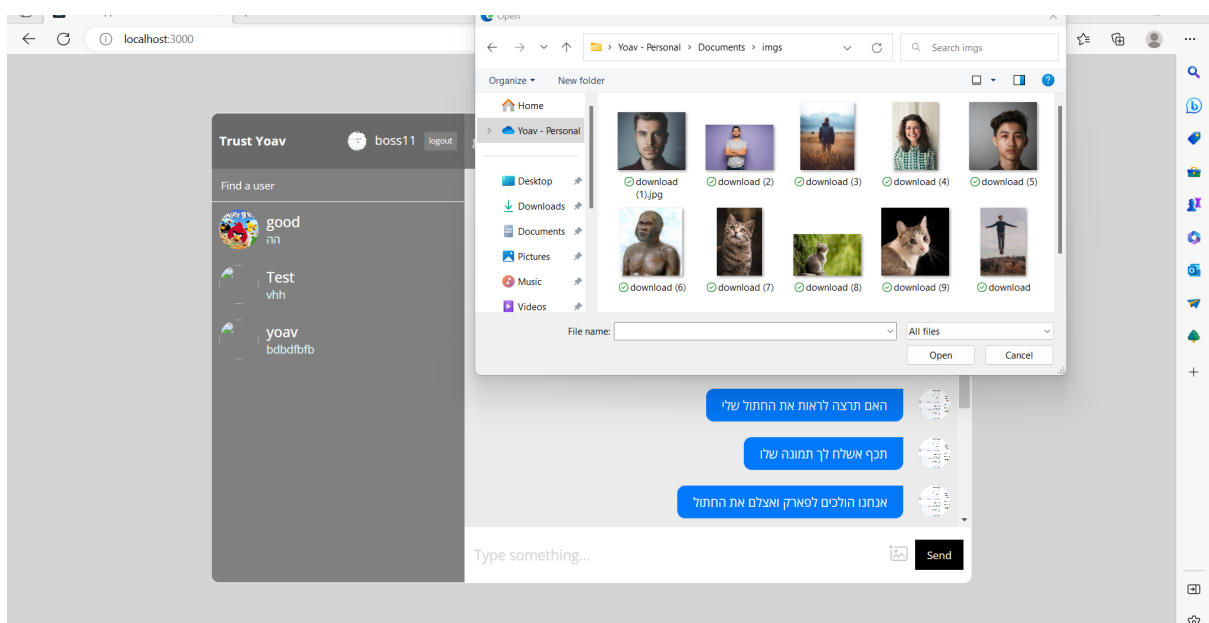 Open
localhost:3000
Yoav - Personal > Documents > imgs
Search imgs
Organize
New folder
Home
Yoav - Personal
Desktop
Downloads
Documents
Pictures
Music
Videos
download (1).jpg
download (2)
download (3)
download (4)
download (5)
download (6)
download (7)
download (8)
download (9)
download
File name:
All files
Open
Cancel
Trust Yoav
boss11
logout
Find a user
good
הה
Test
vhh
yoav
bdbdfbfb
האם תרצה לראות את החתול שלי
תכף אשלח לך תמונה שלו
אנחנו הולכים לפארק ואצלם את החתול
Type something...
Send